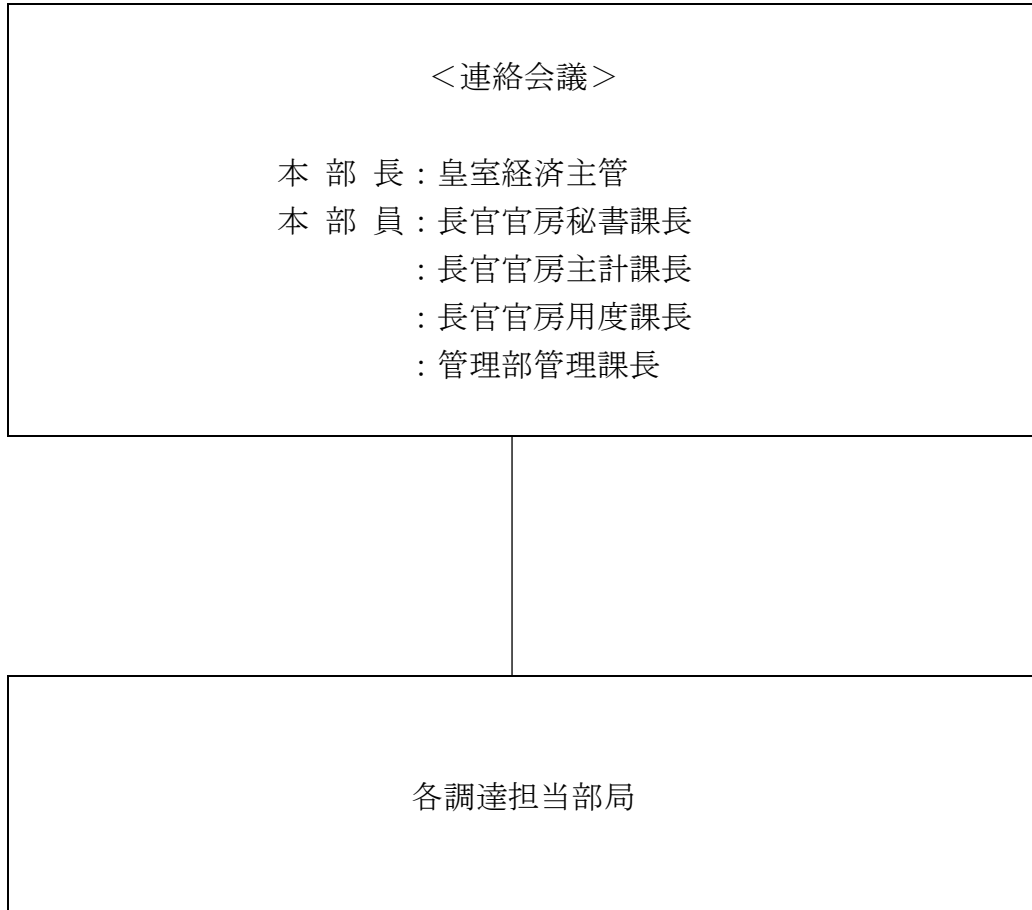 ＜連絡会議＞
本 部 長：皇室経済主管
本 部 員：長官官房秘書課長
：長官官房主計課長
：長官官房用度課長
：管理部管理課長
各調達担当部局